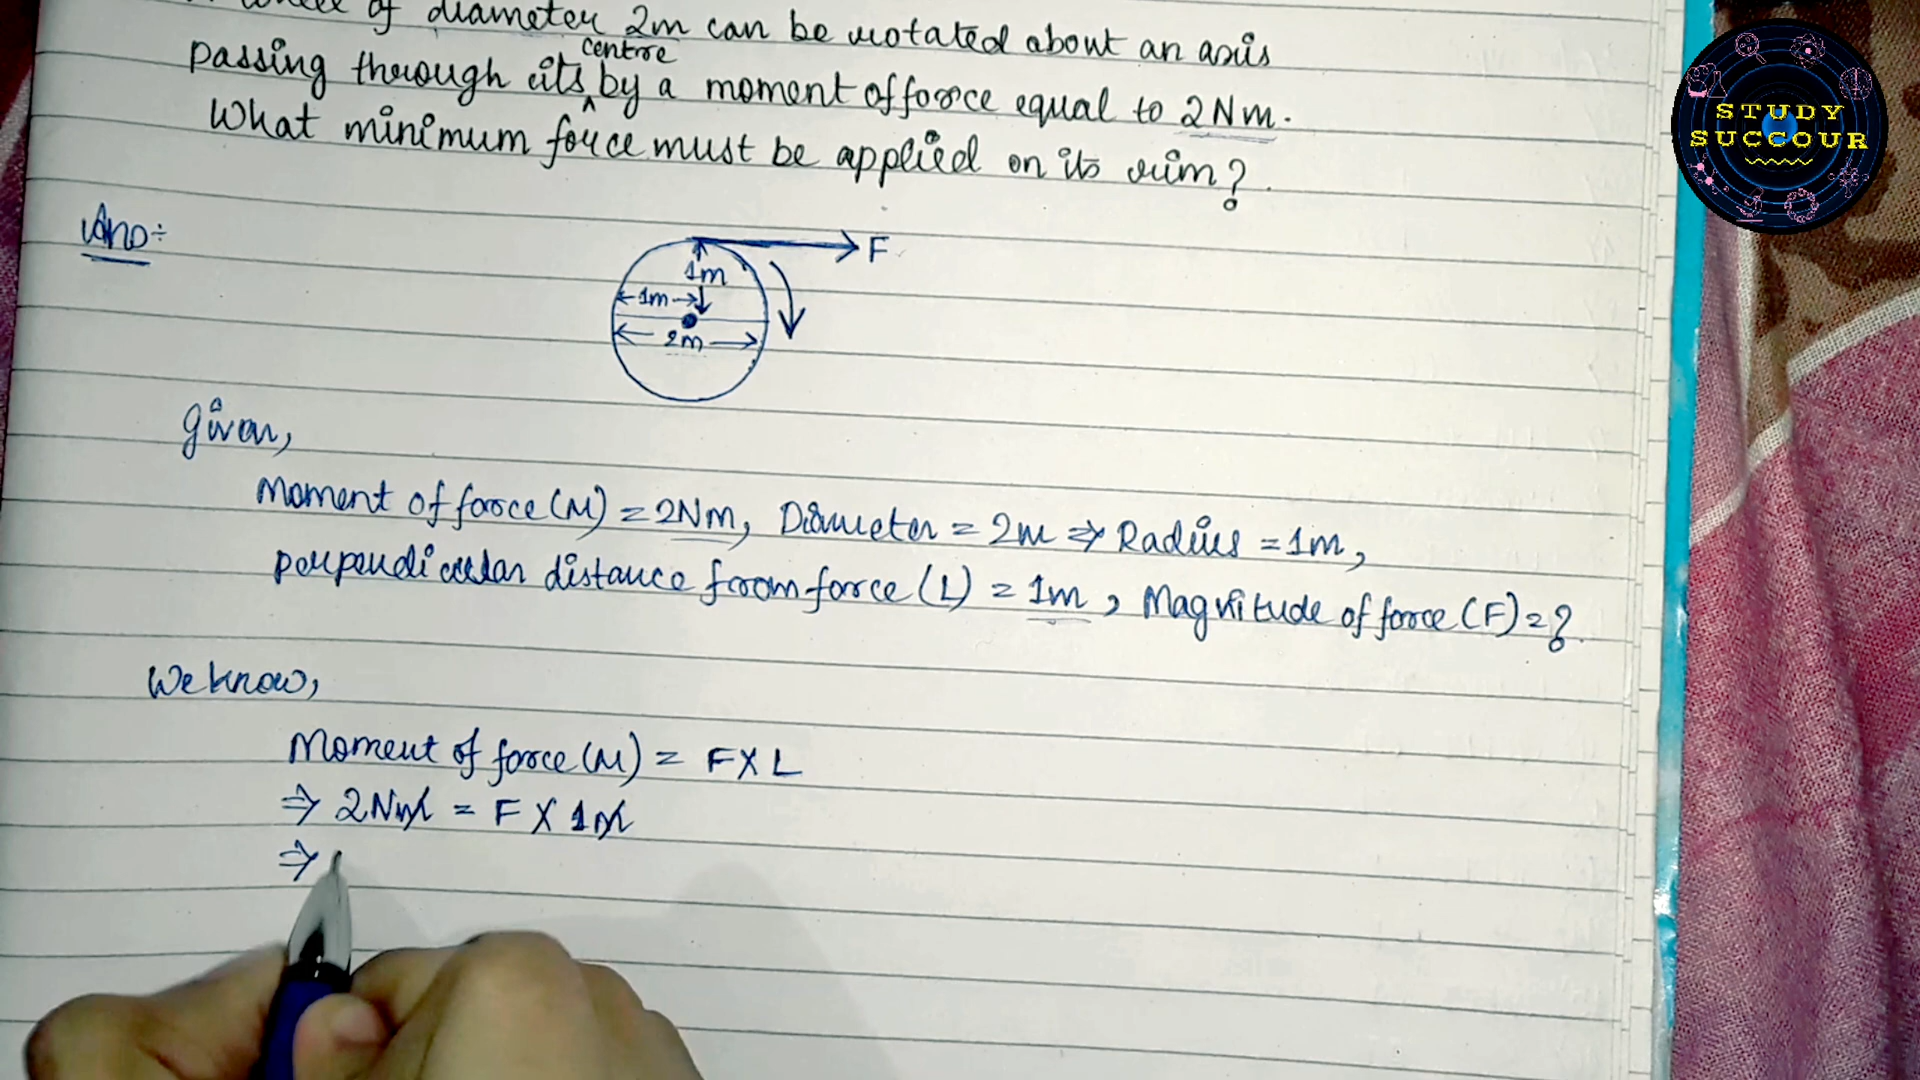 wheel of diameter 2m can be rotated about an axis
passing through its centre by a moment of force equal to 2Nm.
What minimum force must be applied on its rim?
STUDY
SUCCOUR
Ans÷
F
1m
1m
2m
given,
Moment of force (M) = 2Nm, Diameter = 2m ⇒ Radius = 1m,
perpendicular distance from force (L) = 1m, Magnitude of force (F) = ?
We know,
Moment of force (M) = F X L
⇒ 2Nm = F X 1m
⇒